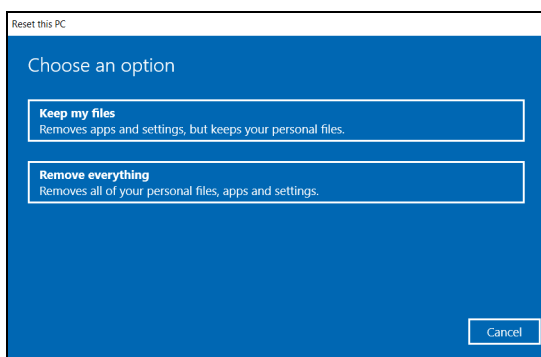 Reset this PC
Choose an option
Keep my files
Removes apps and settings, but keeps your personal files.
Remove everything
Removes all of your personal files, apps and settings.
Cancel